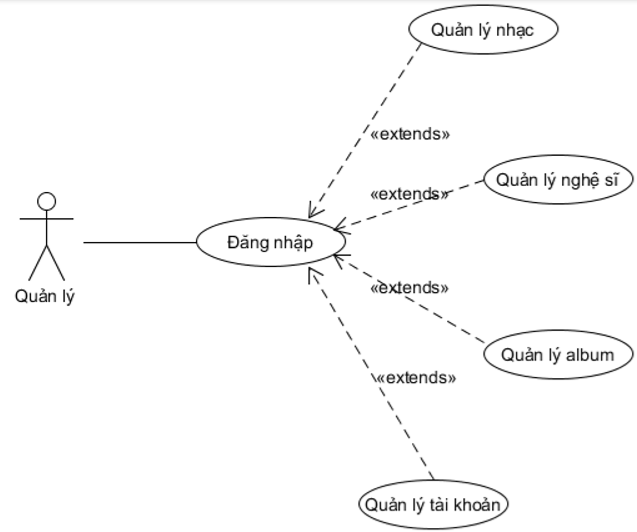 Quản lý nhạc
«extends»
Quản lý nghệ sĩ
«extends»
Đăng nhập
Quản lý
«extends»
Quản lý album
«extends»
Quản lý tài khoản